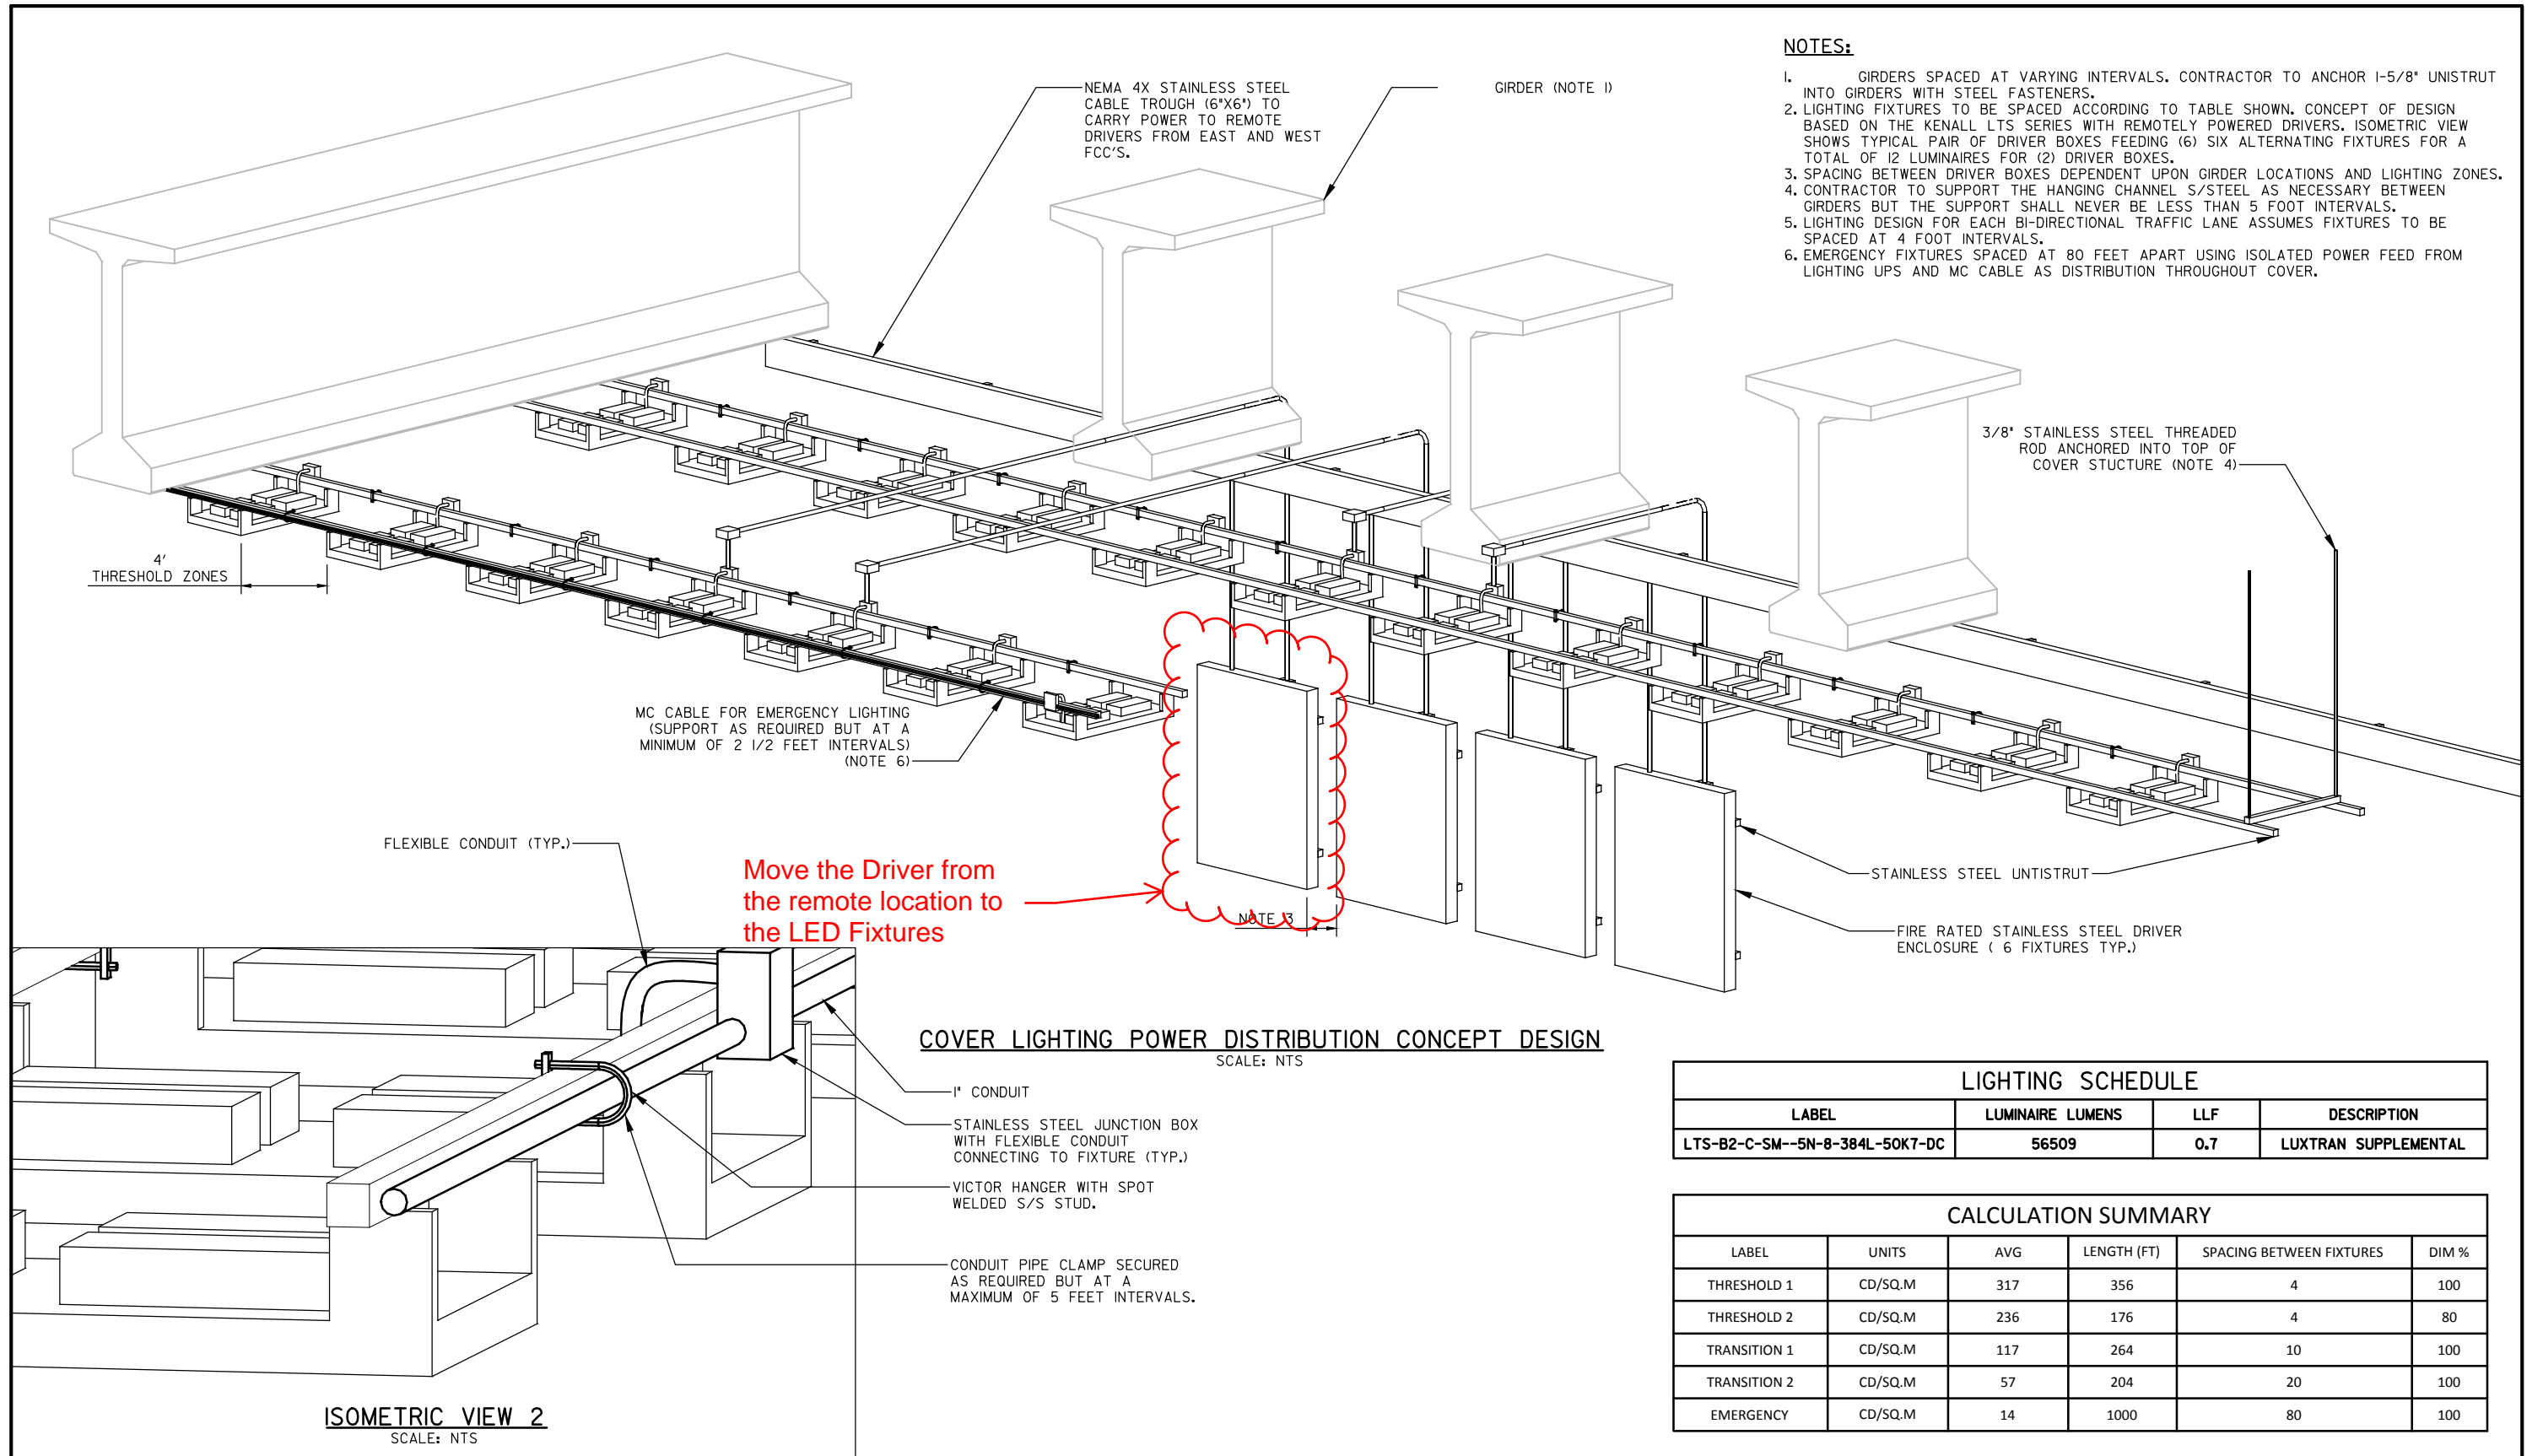 NOTES:
1. GIRDERS SPACED AT VARYING INTERVALS. CONTRACTOR TO ANCHOR 1-5/8" UNISTRUT
INTO GIRDERS WITH STEEL FASTENERS.
2. LIGHTING FIXTURES TO BE SPACED ACCORDING TO TABLE SHOWN. CONCEPT OF DESIGN
BASED ON THE KENALL LTS SERIES WITH REMOTELY POWERED DRIVERS. ISOMETRIC VIEW
SHOWS TYPICAL PAIR OF DRIVER BOXES FEEDING (6) SIX ALTERNATING FIXTURES FOR A
TOTAL OF 12 LUMINAIRES FOR (2) DRIVER BOXES.
3. SPACING BETWEEN DRIVER BOXES DEPENDENT UPON GIRDER LOCATIONS AND LIGHTING ZONES.
4. CONTRACTOR TO SUPPORT THE HANGING CHANNEL S/STEEL AS NECESSARY BETWEEN
GIRDERS BUT THE SUPPORT SHALL NEVER BE LESS THAN 5 FOOT INTERVALS.
5. LIGHTING DESIGN FOR EACH BI-DIRECTIONAL TRAFFIC LANE ASSUMES FIXTURES TO BE
SPACED AT 4 FOOT INTERVALS.
6. EMERGENCY FIXTURES SPACED AT 80 FEET APART USING ISOLATED POWER FEED FROM
LIGHTING UPS AND MC CABLE AS DISTRIBUTION THROUGHOUT COVER.
NEMA 4X STAINLESS STEEL
CABLE TROUGH (6"X6") TO
CARRY POWER TO REMOTE
DRIVERS FROM EAST AND WEST
FCC'S.
GIRDER (NOTE 1)
3/8" STAINLESS STEEL THREADED
ROD ANCHORED INTO TOP OF
COVER STUCTURE (NOTE 4)
4'
THRESHOLD ZONES
MC CABLE FOR EMERGENCY LIGHTING
(SUPPORT AS REQUIRED BUT AT A
MINIMUM OF 2 1/2 FEET INTERVALS)
(NOTE 6)
FLEXIBLE CONDUIT (TYP.)
Move the Driver from
the remote location to
the LED Fixtures
NOTE 3
STAINLESS STEEL UNTISTRUT
FIRE RATED STAINLESS STEEL DRIVER
ENCLOSURE ( 6 FIXTURES TYP.)
COVER LIGHTING POWER DISTRIBUTION CONCEPT DESIGN
SCALE: NTS
1" CONDUIT
STAINLESS STEEL JUNCTION BOX
WITH FLEXIBLE CONDUIT
CONNECTING TO FIXTURE (TYP.)
VICTOR HANGER WITH SPOT
WELDED S/S STUD.
CONDUIT PIPE CLAMP SECURED
AS REQUIRED BUT AT A
MAXIMUM OF 5 FEET INTERVALS.
ISOMETRIC VIEW 2
SCALE: NTS
LIGHTING SCHEDULE
LABEL LUMINAIRE LUMENS LLF DESCRIPTION
LTS-B2-C-SM--5N-8-384L-50K7-DC 56509 0.7 LUXTRAN SUPPLEMENTAL
CALCULATION SUMMARY
LABEL UNITS AVG LENGTH (FT) SPACING BETWEEN FIXTURES DIM %
THRESHOLD 1 CD/SQ.M 317 356 4 100
THRESHOLD 2 CD/SQ.M 236 176 4 80
TRANSITION 1 CD/SQ.M 117 264 10 100
TRANSITION 2 CD/SQ.M 57 204 20 100
EMERGENCY CD/SQ.M 14 1000 80 100